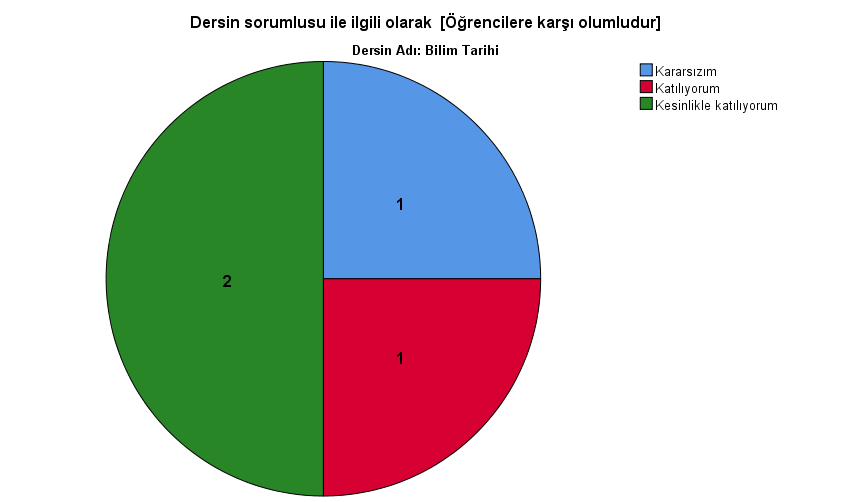 Dersin sorumlusu ile ilgili olarak [Öğrencilere karşı olumludur]
Dersin Adı: Bilim Tarihi
Kararsızım
Katılıyorum
Kesinlikle katılıyorum
1
2
1